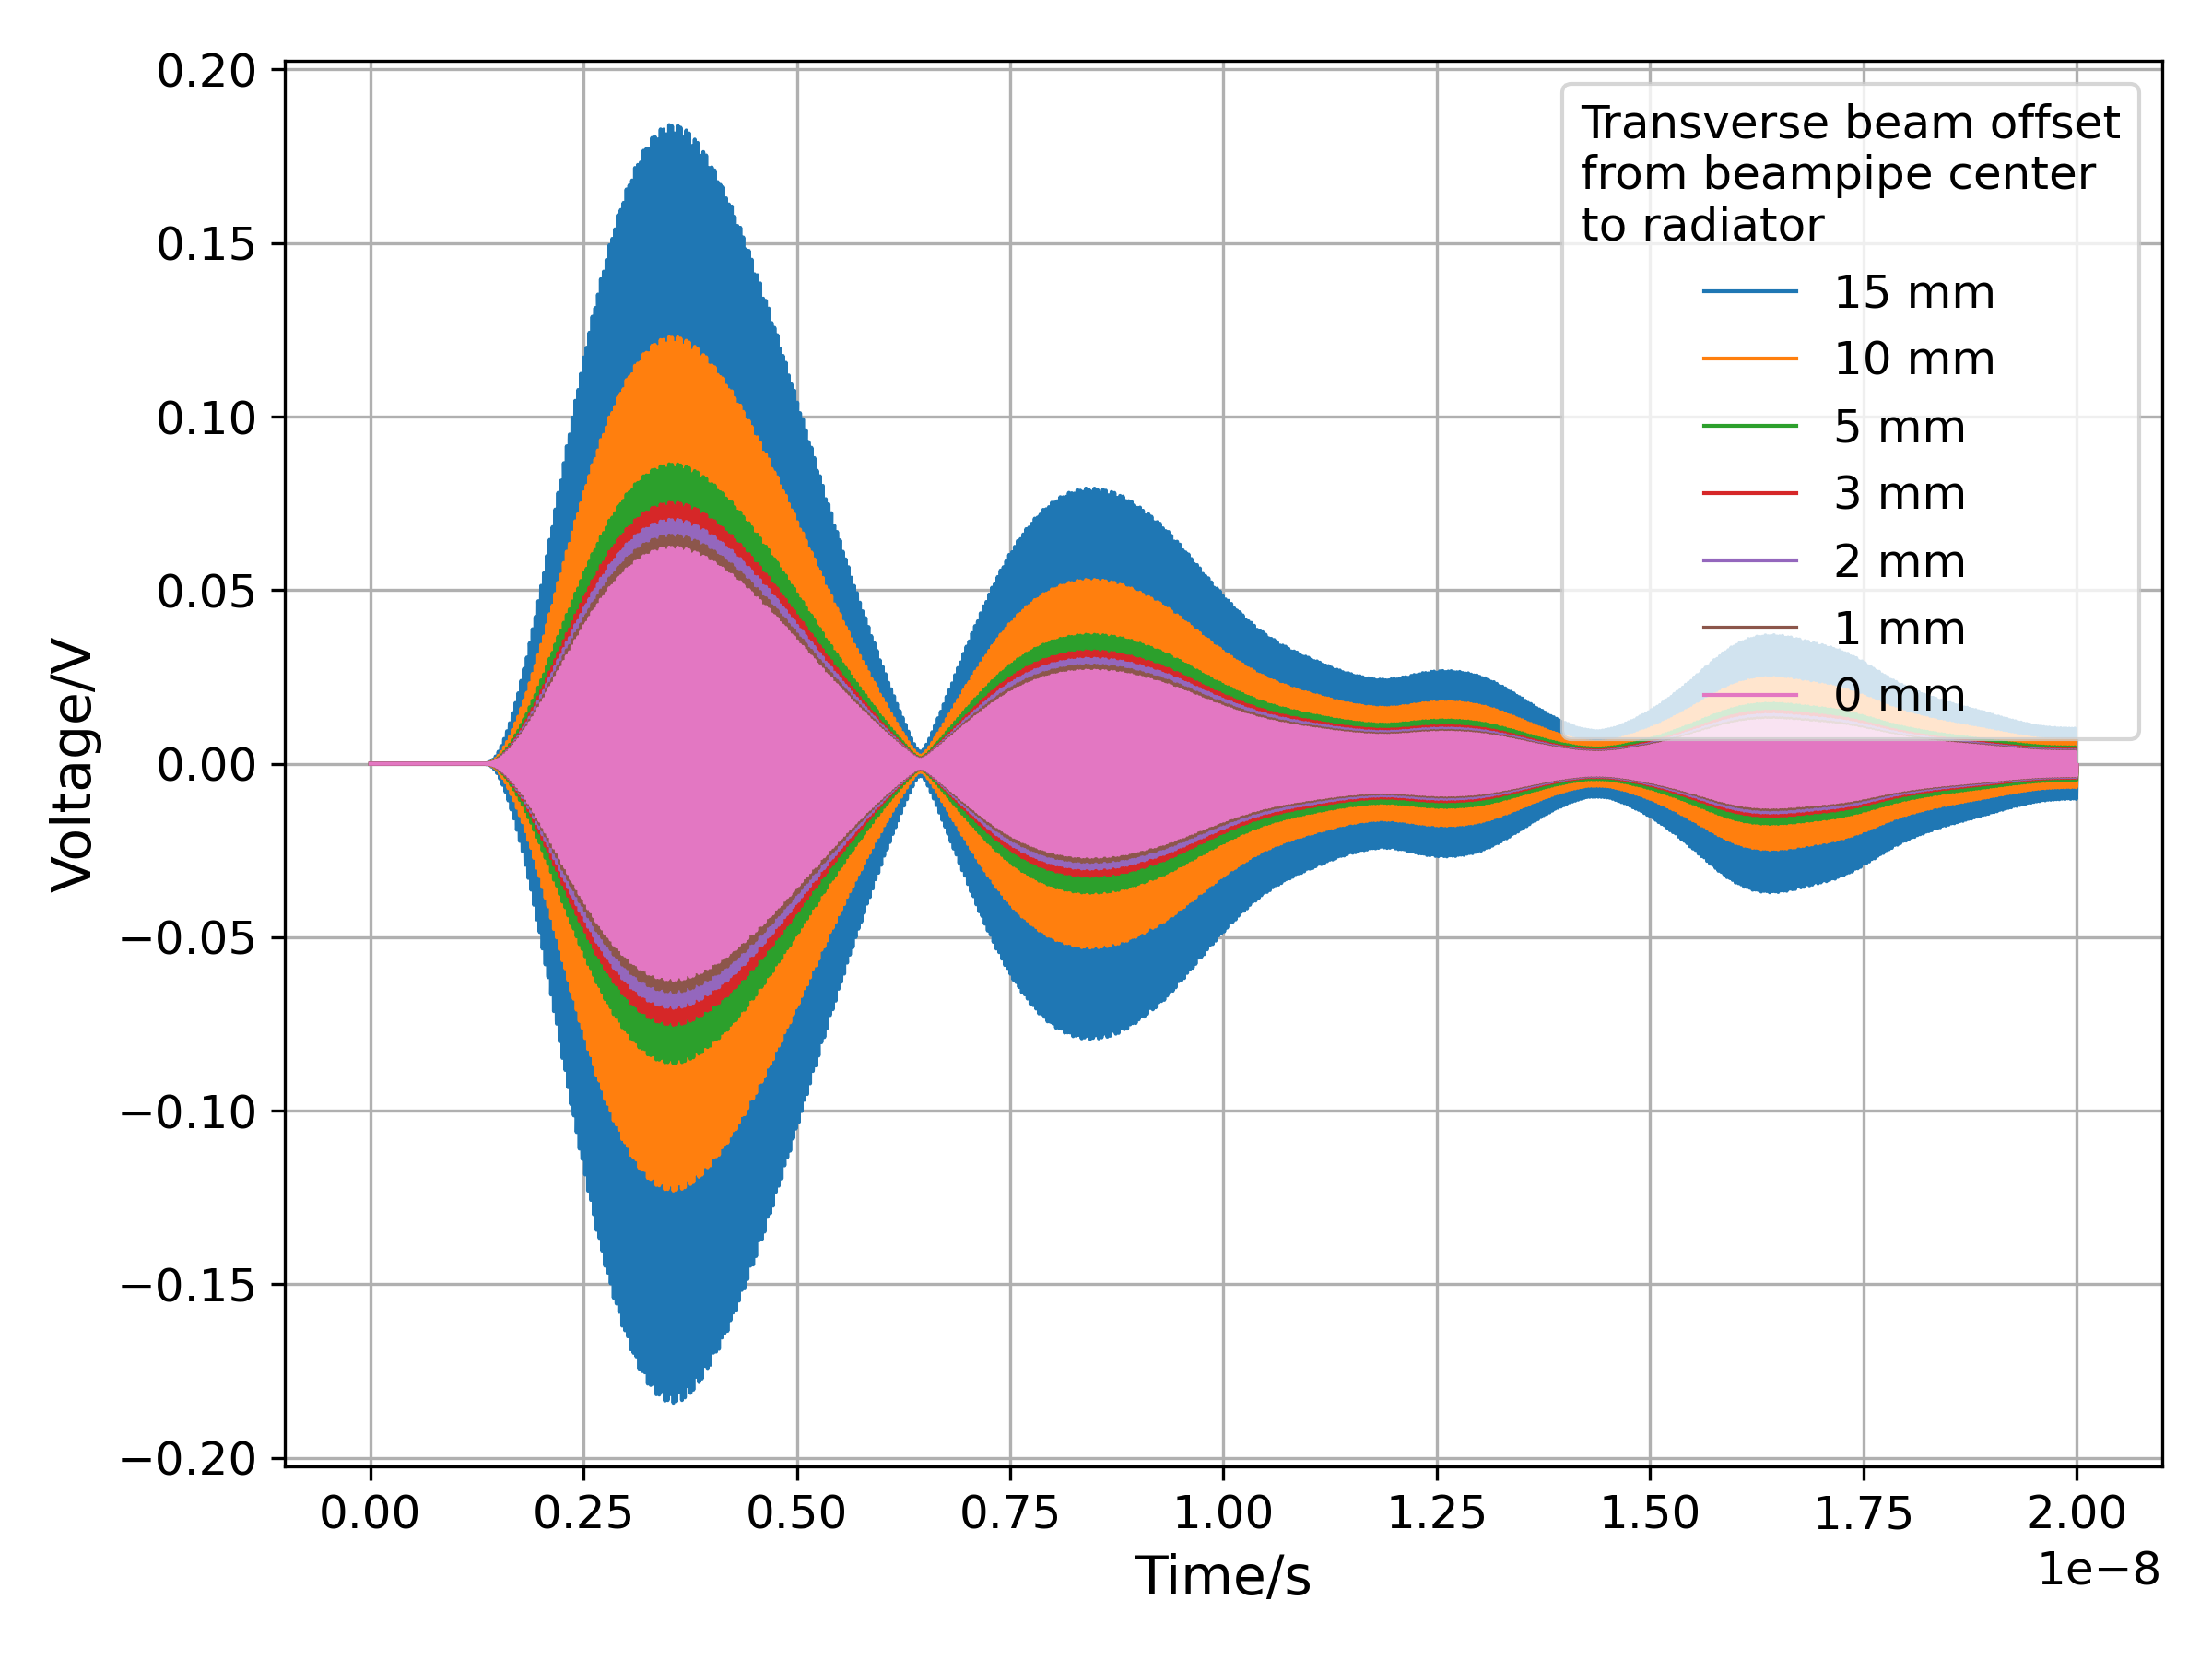 0.20
0.15
0.10
0.05
0.00
−0.05
−0.10
−0.15
−0.20
Voltage/V
Transverse beam offset
from beampipe center
to radiator
15 mm
10 mm
5 mm
3 mm
2 mm
1 mm
0 mm
0.00 0.25 0.50 0.75 1.00 1.25 1.50 1.75 2.00
1e−8
Time/s